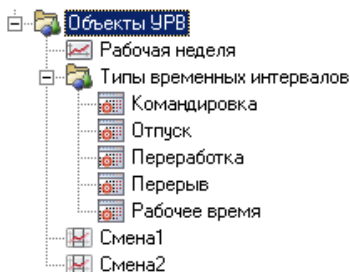 Объекты УРВ
Рабочая неделя
Типы временных интервалов
Командировка
Отпуск
Переработка
Перерыв
Рабочее время
Смена1
Смена2